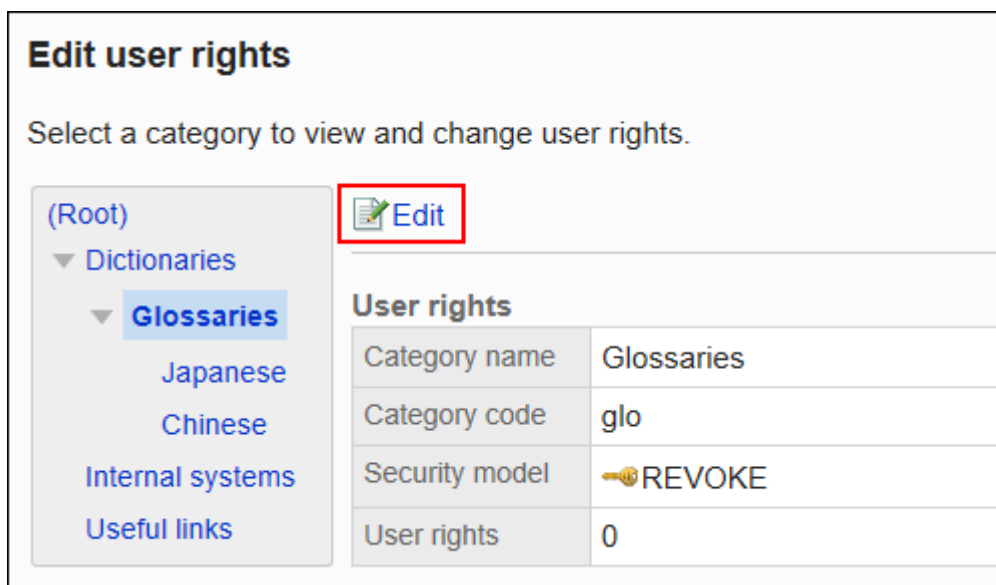 Edit user rights
Select a category to view and change user rights.
(Root)
Dictionaries
Glossaries
Japanese
Chinese
Internal systems
Useful links
Edit
User rights
Category name Glossaries
Category code glo
Security model REVOKE
User rights 0